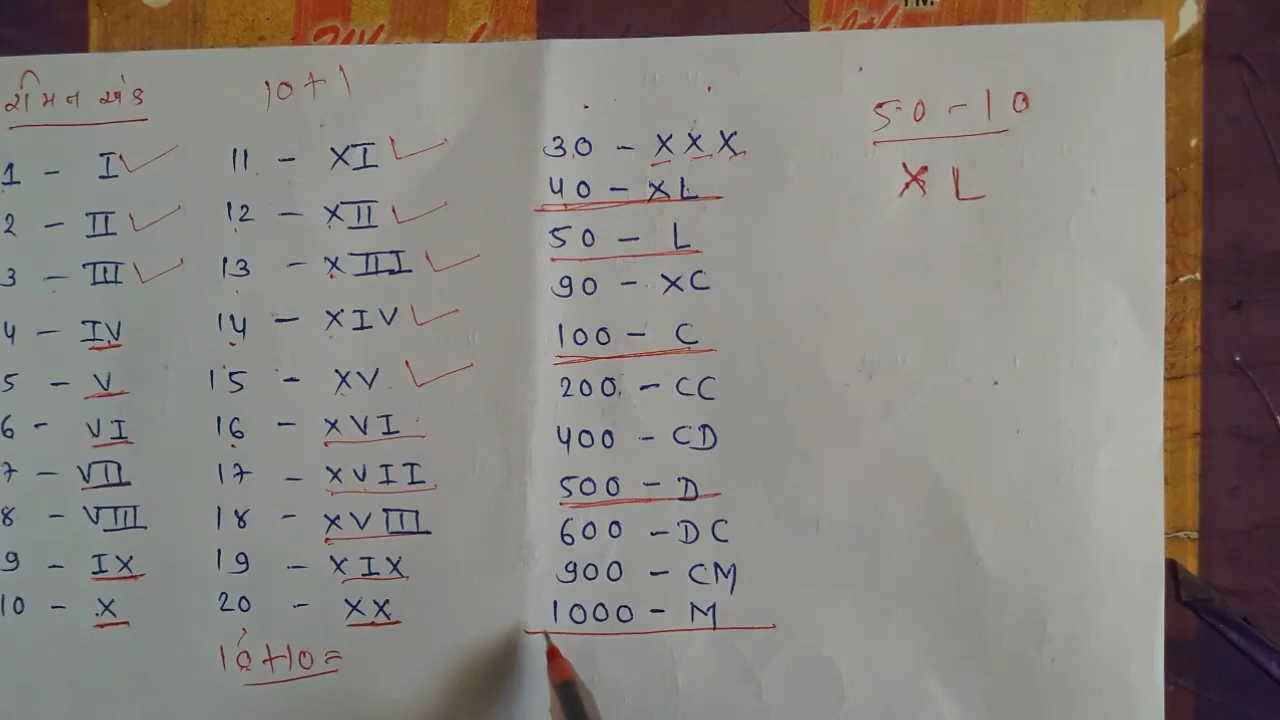 રોમન અંક
1 - I
2 - II
3 - III
4 - IV
5 - V
6 - VI
7 - VII
8 - VIII
9 - IX
10 - X
10+1
11 - XI
12 - XII
13 - XIII
14 - XIV
15 - XV
16 - XVI
17 - XVII
18 - XVIII
19 - XIX
20 - XX
10+10=
30 - XXX
40 - XL
50 - L
90 - XC
100 - C
200 - CC
400 - CD
500 - D
600 - DC
900 - CM
1000 - M
50-10
XL
TM